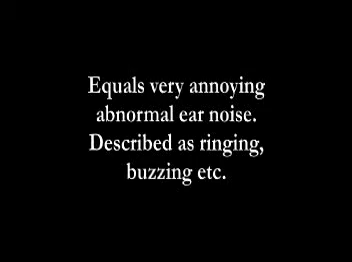 Equals very annoying
abnormal ear noise.
Described as ringing,
buzzing etc.